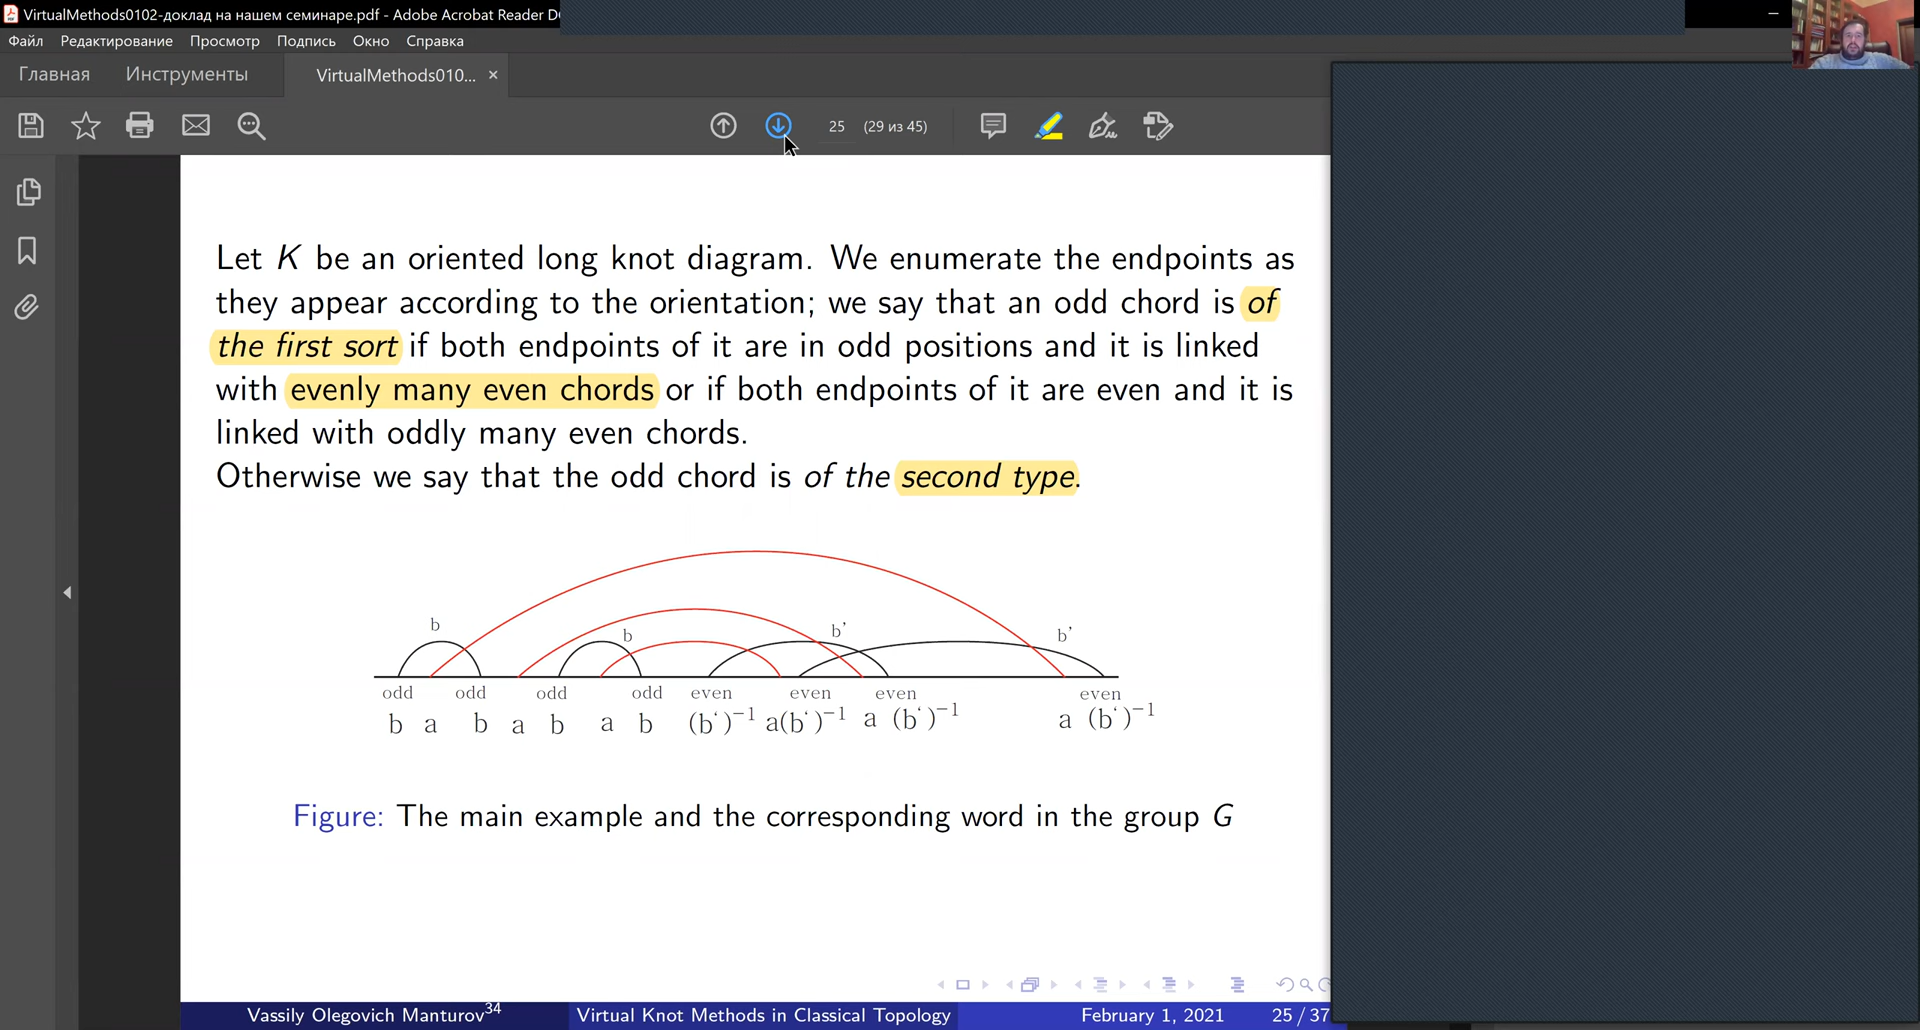 VirtualMethods0102-доклад на нашем семинаре.pdf - Adobe Acrobat Reader D
Файл Редактирование Просмотр Подпись Окно Справка
Главная Инструменты VirtualMethods010... ×
25 (29 из 45)
Let K be an oriented long knot diagram. We enumerate the endpoints as
they appear according to the orientation; we say that an odd chord is of
the first sort if both endpoints of it are in odd positions and it is linked
with evenly many even chords or if both endpoints of it are even and it is
linked with oddly many even chords.
Otherwise we say that the odd chord is of the second type.
b b b' b'
odd odd odd odd even even even even
b a b a b a b (b')⁻¹ a(b')⁻¹ a (b')⁻¹ a (b')⁻¹
Figure: The main example and the corresponding word in the group G
Vassily Olegovich Manturov³⁴ Virtual Knot Methods in Classical Topology February 1, 2021 25 / 37